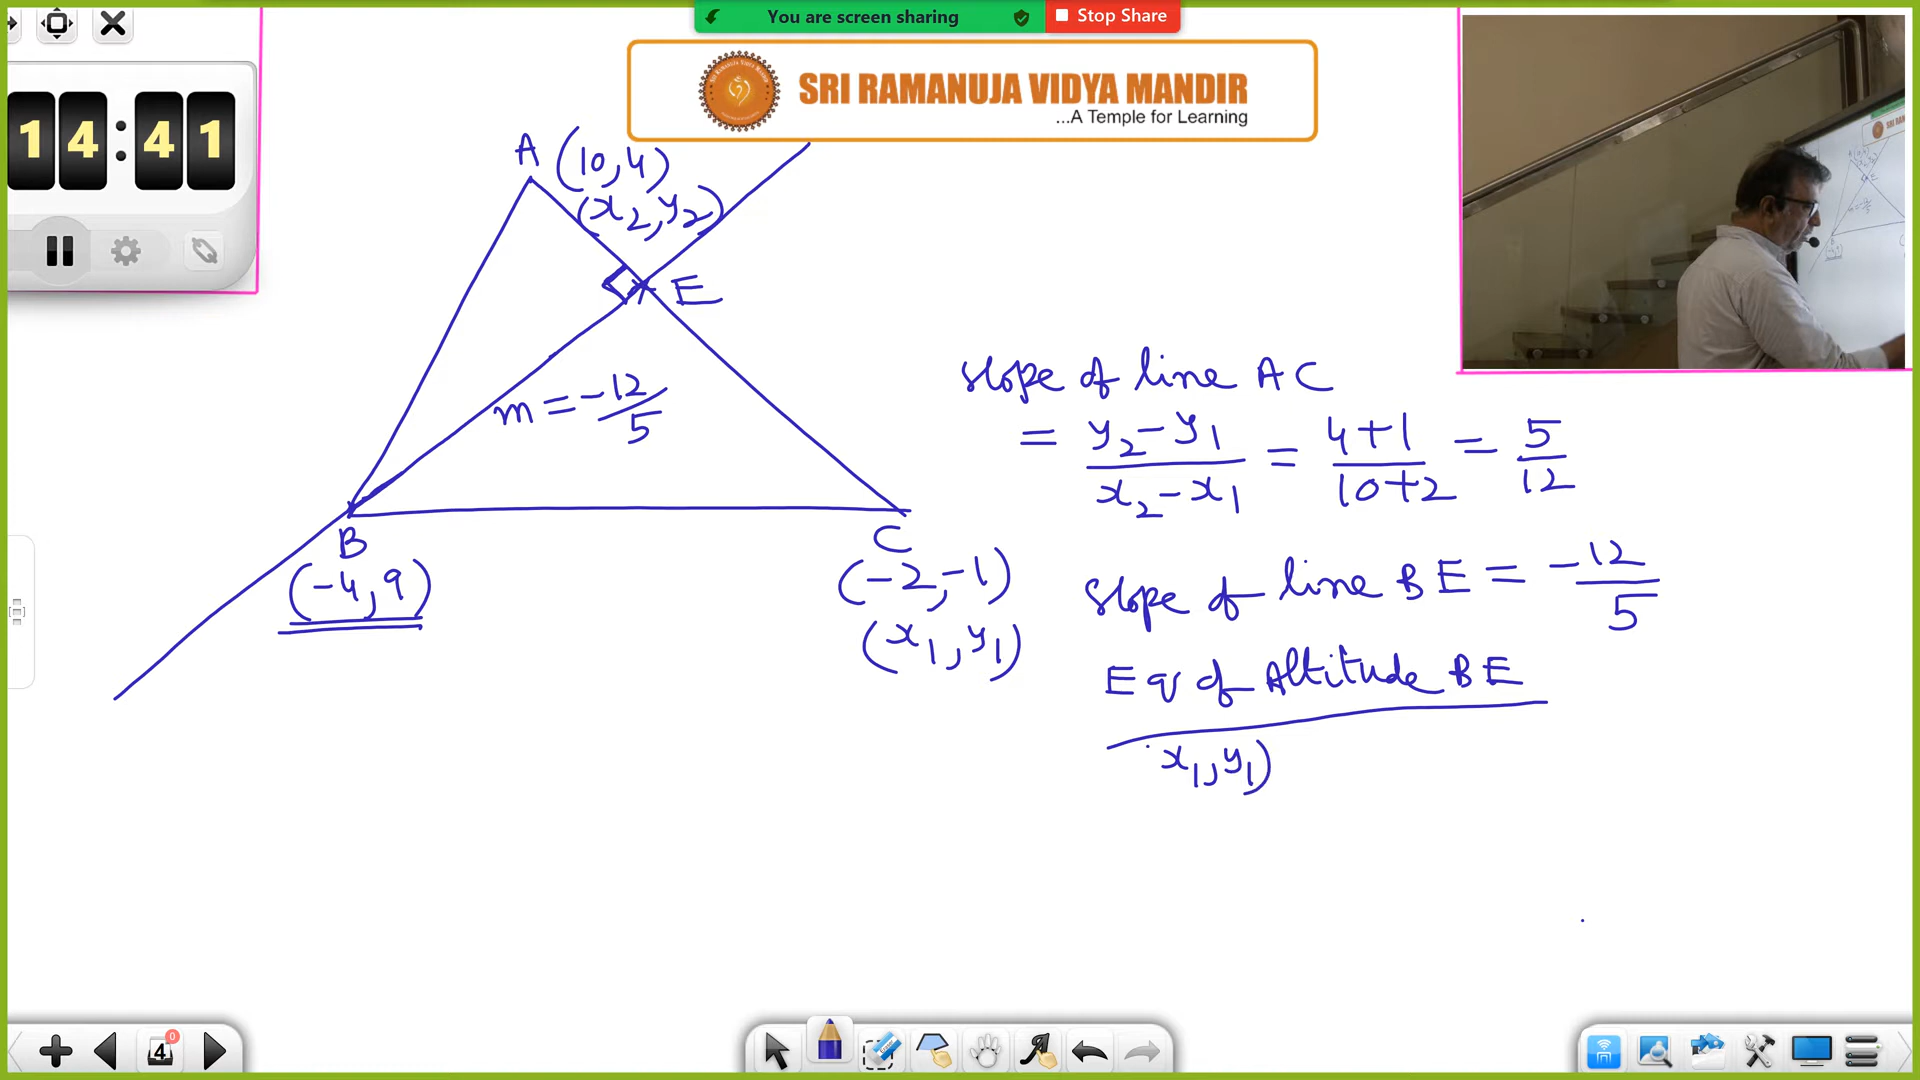 You are screen sharing
Stop Share
SRI RAMANUJA VIDYA MANDIR
...A Temple for Learning
14:41
A (10,4)
(x₂,y₂)
E
m = -12/5
B
(-4,9)
C
(-2,-1)
(x₁,y₁)
slope of line AC
= y₂-y₁/x₂-x₁ = 4+1/10+2 = 5/12
slope of line BE = -12/5
Eq of Altitude BE
x₁,y₁)
4
0